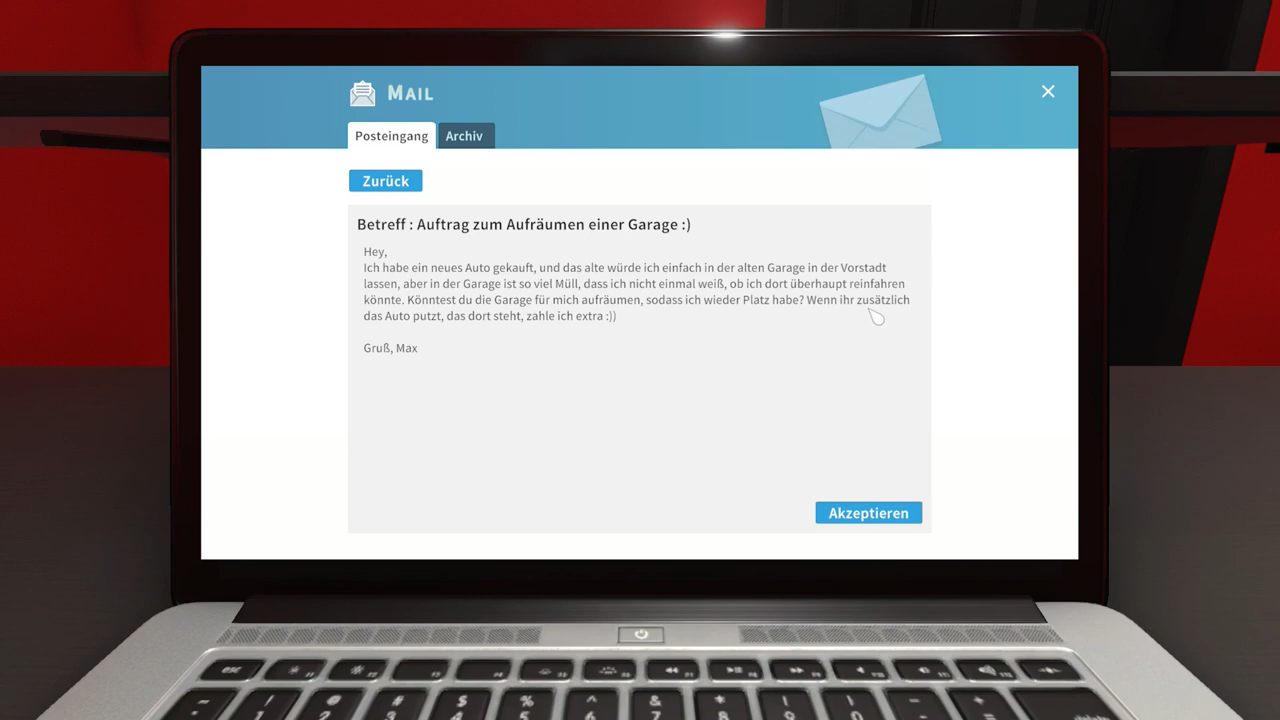 MAIL
Posteingang
Archiv
Zurück
Betreff : Auftrag zum Aufräumen einer Garage :)
Hey,
Ich habe ein neues Auto gekauft, und das alte würde ich einfach in der alten Garage in der Vorstadt
lassen, aber in der Garage ist so viel Müll, dass ich nicht einmal weiß, ob ich dort überhaupt reinfahren
könnte. Könntest du die Garage für mich aufräumen, sodass ich wieder Platz habe? Wenn ihr zusätzlich
das Auto putzt, das dort steht, zahle ich extra :))
Gruß, Max
Akzeptieren
esc